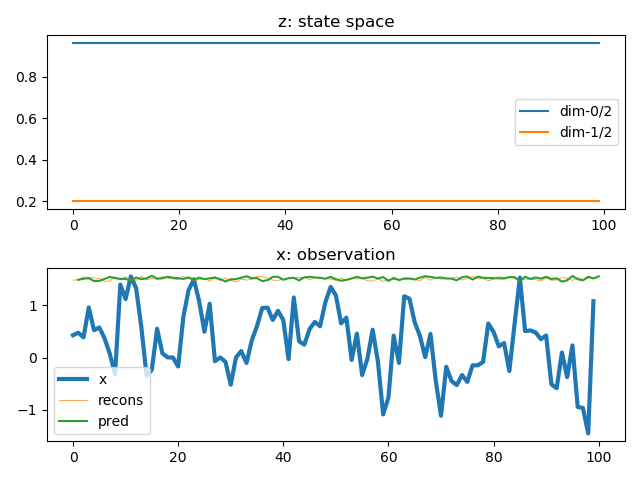 z: state space
0.8
0.6
0.4
0.2
dim-0/2
dim-1/2
0 20 40 60 80 100
x: observation
1
0
−1
x
recons
pred
0 20 40 60 80 100